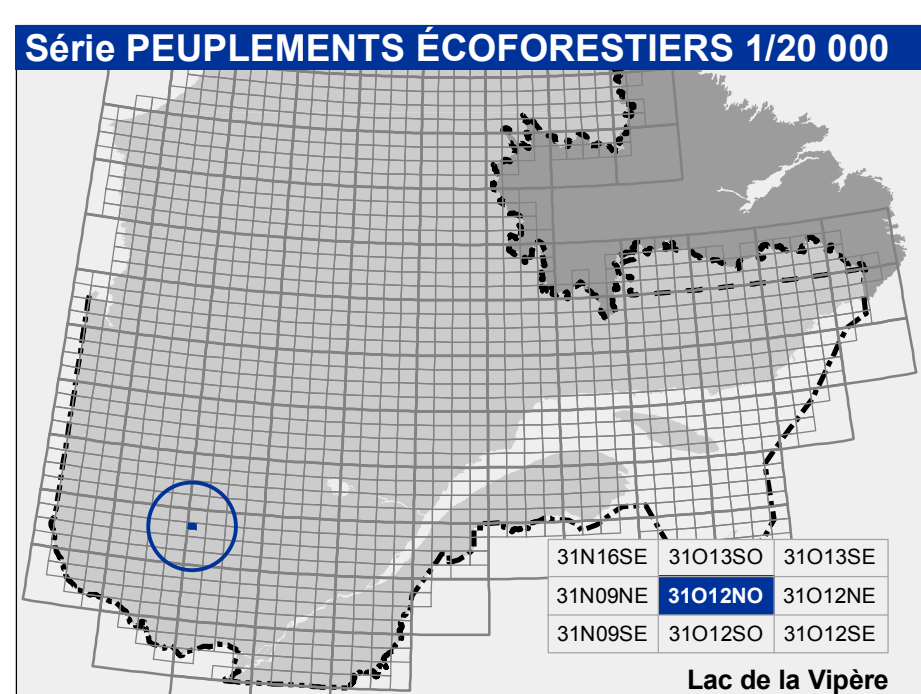 Série PEUPLEMENTS ÉCOFORESTIERS 1/20 000
31N16SE 31O13SO 31O13SE
31N09NE 31O12NO 31O12NE
31N09SE 31O12SO 31O12SE
Lac de la Vipère